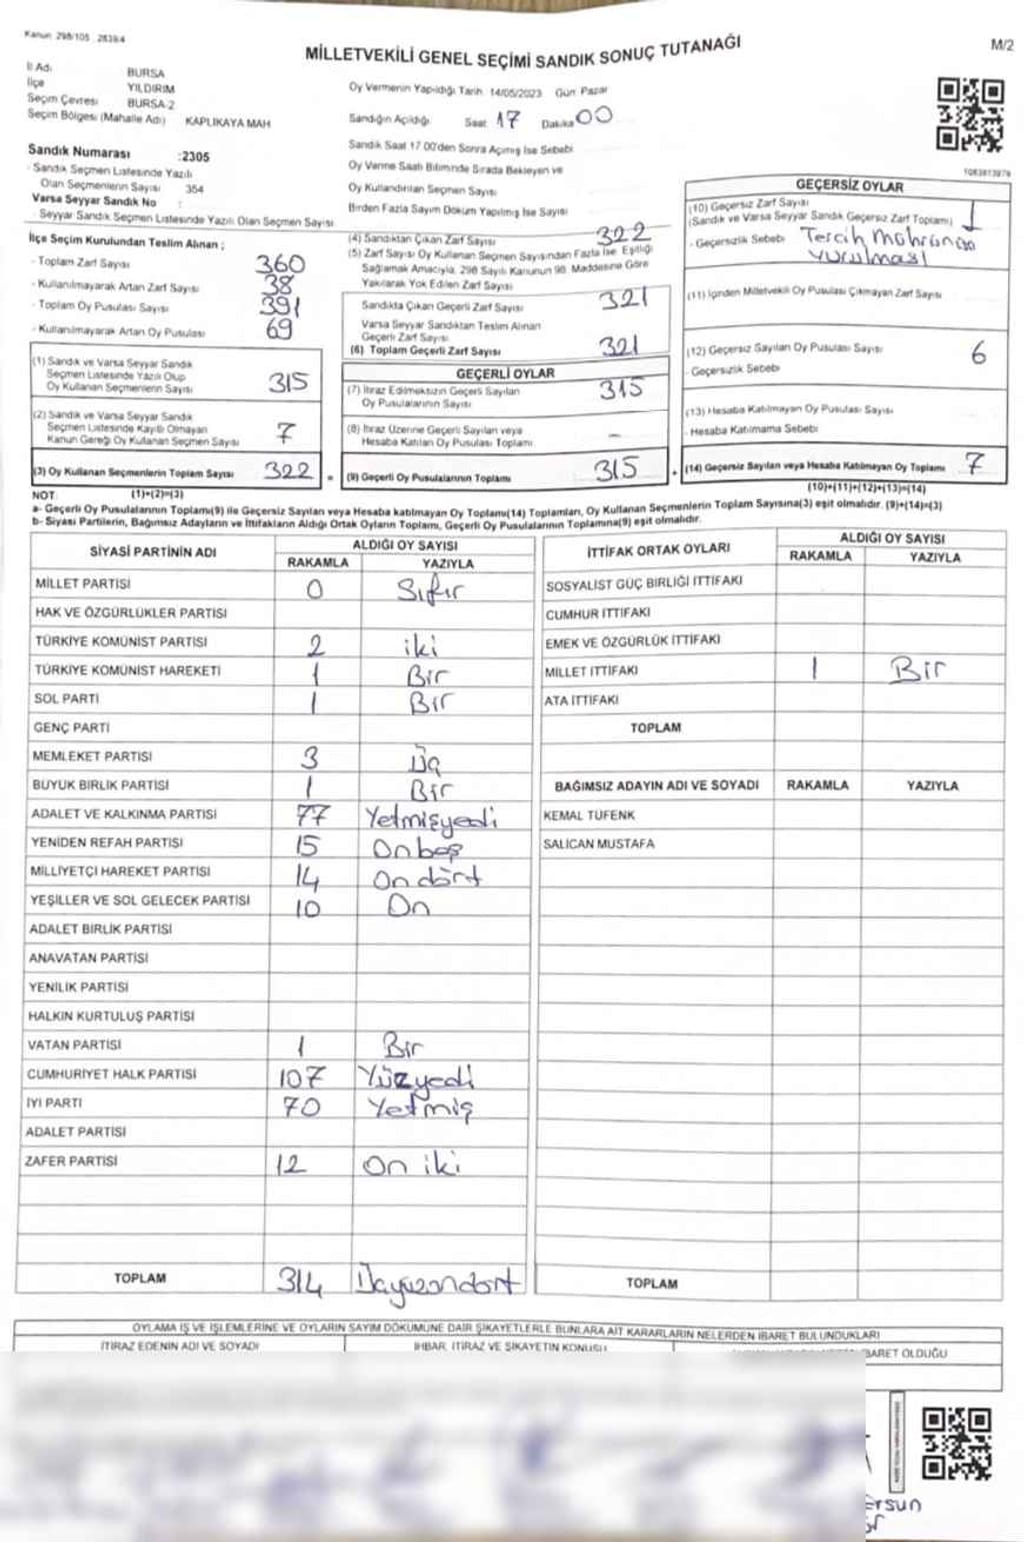 Kanun: 298/105 2839/4
MİLLETVEKİLİ GENEL SEÇİMİ SANDIK SONUÇ TUTANAĞI
M/2
İl Adı BURSA
İlçe YILDIRIM
Seçim Çevresi BURSA-2
Seçim Bölgesi (Mahalle Adı) KAPLIKAYA MAH
Sandık Numarası :2305
- Sandık Seçmen Listesinde Yazılı
Olan Seçmenlerin Sayısı 354
Varsa Seyyar Sandık No :
- Seyyar Sandık Seçmen Listesinde Yazılı Olan Seçmen Sayısı
Oy Vermenin Yapıldığı Tarih 14/05/2023 Gün: Pazar
Sandığın Açıldığı Saat 17 Dakika 00
Sandık Saat 17.00'den Sonra Açılmış İse Sebebi
Oy Verme Saati Bitiminde Sırada Bekleyen ve
Oy Kullandırılan Seçmen Sayısı
Birden Fazla Sayım Döküm Yapılmış İse Sayısı
İlçe Seçim Kurulundan Teslim Alınan ;
- Toplam Zarf Sayısı 360
- Kullanılmayarak Artan Zarf Sayısı 38
- Toplam Oy Pusulası Sayısı 391
- Kullanılmayarak Artan Oy Pusulası 69
(1) Sandık ve Varsa Seyyar Sandık
Seçmen Listesinde Yazılı Olup
Oy Kullanan Seçmenlerin Sayısı 315
(2) Sandık ve Varsa Seyyar Sandık
Seçmen Listesinde Kayıtlı Olmayan
Kanun Gereği Oy Kullanan Seçmen Sayısı 7
(3) Oy Kullanan Seçmenlerin Toplam Sayısı 322 =
(4) Sandıktan Çıkan Zarf Sayısı 322
(5) Zarf Sayısı Oy Kullanan Seçmen Sayısından Fazla İse, Eşitliği
Sağlamak Amacıyla, 298 Sayılı Kanunun 98. Maddesine Göre
Yakılarak Yok Edilen Zarf Sayısı
Sandıkta Çıkan Geçerli Zarf Sayısı 321
Varsa Seyyar Sandıktan Teslim Alınan
Geçerli Zarf Sayısı
(6) Toplam Geçerli Zarf Sayısı 321
GEÇERLİ OYLAR
(7) İtiraz Edilmeksizin Geçerli Sayılan
Oy Pusulalarının Sayısı 315
(8) İtiraz Üzerine Geçerli Sayılan veya
Hesaba Katılan Oy Pusulası Toplamı -
(9) Geçerli Oy Pusulalarının Toplamı 315 +
GEÇERSİZ OYLAR
(10) Geçersiz Zarf Sayısı
(Sandık ve Varsa Seyyar Sandık Geçersiz Zarf Toplamı) 1
- Geçersizlik Sebebi Tercih Mührünün
Vurulması
(11) İçinden Milletvekili Oy Pusulası Çıkmayan Zarf Sayısı
(12) Geçersiz Sayılan Oy Pusulası Sayısı 6
- Geçersizlik Sebebi
(13) Hesaba Katılmayan Oy Pusulası Sayısı
- Hesaba Katılmama Sebebi
(14) Geçersiz Sayılan veya Hesaba Katılmayan Oy Toplamı 7
NOT: (1)+(2)=(3)
(10)+(11)+(12)+(13)=(14)
a- Geçerli Oy Pusulalarının Toplamı(9) ile Geçersiz Sayılan veya Hesaba katılmayan Oy Toplamı(14) Toplamları, Oy Kullanan Seçmenlerin Toplam Sayısına(3) eşit olmalıdır. (9)+(14)=(3)
b- Siyasi Partilerin, Bağımsız Adayların ve İttifakların Aldığı Ortak Oyların Toplamı, Geçerli Oy Pusulalarının Toplamına(9) eşit olmalıdır.
SİYASİ PARTİNİN ADI ALDIĞI OY SAYISI
RAKAMLA YAZIYLA
MİLLET PARTİSİ 0 Sıfır
HAK VE ÖZGÜRLÜKLER PARTİSİ
TÜRKİYE KOMÜNİST PARTİSİ 2 iki
TÜRKİYE KOMÜNİST HAREKETİ 1 Bir
SOL PARTİ 1 Bir
GENÇ PARTİ
MEMLEKET PARTİSİ 3 Üç
BÜYÜK BİRLİK PARTİSİ 1 Bir
ADALET VE KALKINMA PARTİSİ 77 Yetmişyedi
YENİDEN REFAH PARTİSİ 15 Onbeş
MİLLİYETÇİ HAREKET PARTİSİ 14 On dört
YEŞİLLER VE SOL GELECEK PARTİSİ 10 On
ADALET BİRLİK PARTİSİ
ANAVATAN PARTİSİ
YENİLİK PARTİSİ
HALKIN KURTULUŞ PARTİSİ
VATAN PARTİSİ 1 Bir
CUMHURİYET HALK PARTİSİ 107 Yüzyedi
İYİ PARTİ 70 Yetmiş
ADALET PARTİSİ
ZAFER PARTİSİ 12 On iki
TOPLAM 314 Üçyüzondört
İTTİFAK ORTAK OYLARI ALDIĞI OY SAYISI
RAKAMLA YAZIYLA
SOSYALİST GÜÇ BİRLİĞİ İTTİFAKI
CUMHUR İTTİFAKI
EMEK VE ÖZGÜRLÜK İTTİFAKI
MİLLET İTTİFAKI 1 Bir
ATA İTTİFAKI
TOPLAM
BAĞIMSIZ ADAYIN ADI VE SOYADI RAKAMLA YAZIYLA
KEMAL TÜFENK
SALİCAN MUSTAFA
TOPLAM
OYLAMA İŞ VE İŞLEMLERİNE VE OYLARIN SAYIM DÖKÜMÜNE DAİR ŞİKAYETLERLE BUNLARA AİT KARARLARIN NELERDEN İBARET BULUNDUKLARI
İTİRAZ EDENİN ADI VE SOYADI İHBAR, İTİRAZ VE ŞİKAYETİN KONUSU İBARET OLDUĞU
Ersun